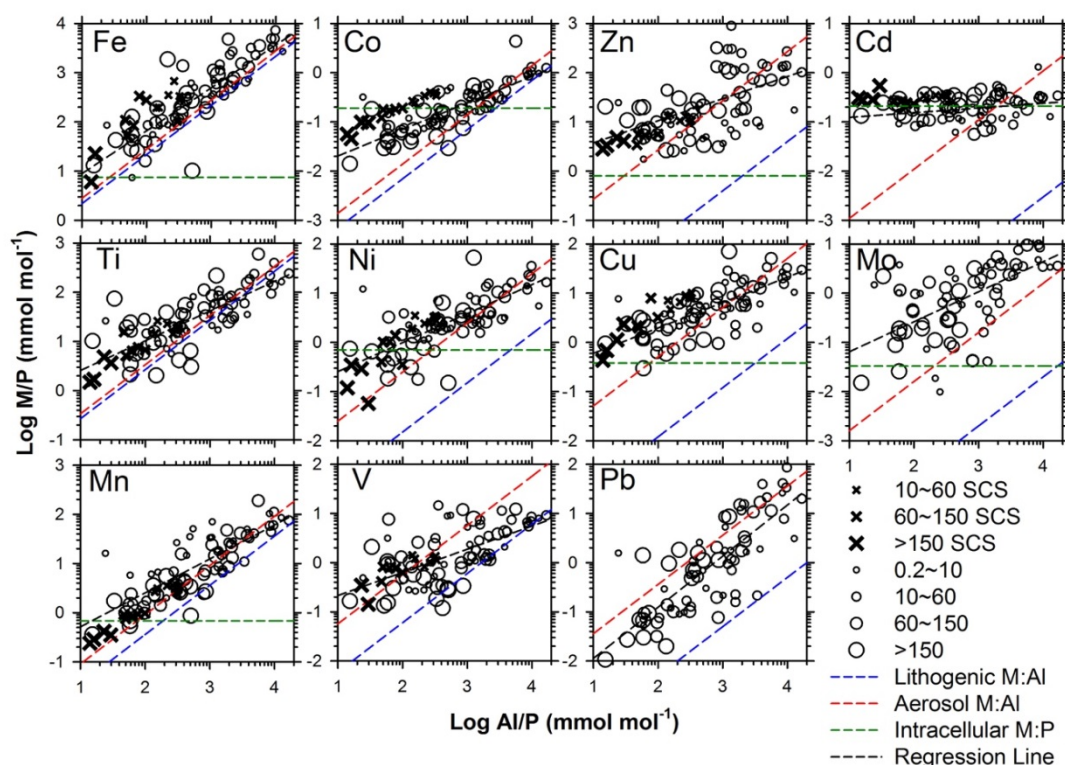 Log M/P (mmol mol⁻¹)
Fe
4
3
2
1
0
Co
1
0
-1
-2
-3
Zn
3
2
1
0
-1
Cd
1
0
-1
-2
-3
Ti
3
2
1
0
-1
Ni
2
1
0
-1
-2
Cu
2
1
0
-1
-2
Mo
1
0
-1
-2
-3
1 2 3 4
Mn
3
2
1
0
-1
1 2 3 4
V
2
1
0
-1
-2
1 2 3 4
Pb
2
1
0
-1
-2
1 2 3 4
Log Al/P (mmol mol⁻¹)
10~60 SCS
60~150 SCS
>150 SCS
0.2~10
10~60
60~150
>150
Lithogenic M:Al
Aerosol M:Al
Intracellular M:P
Regression Line